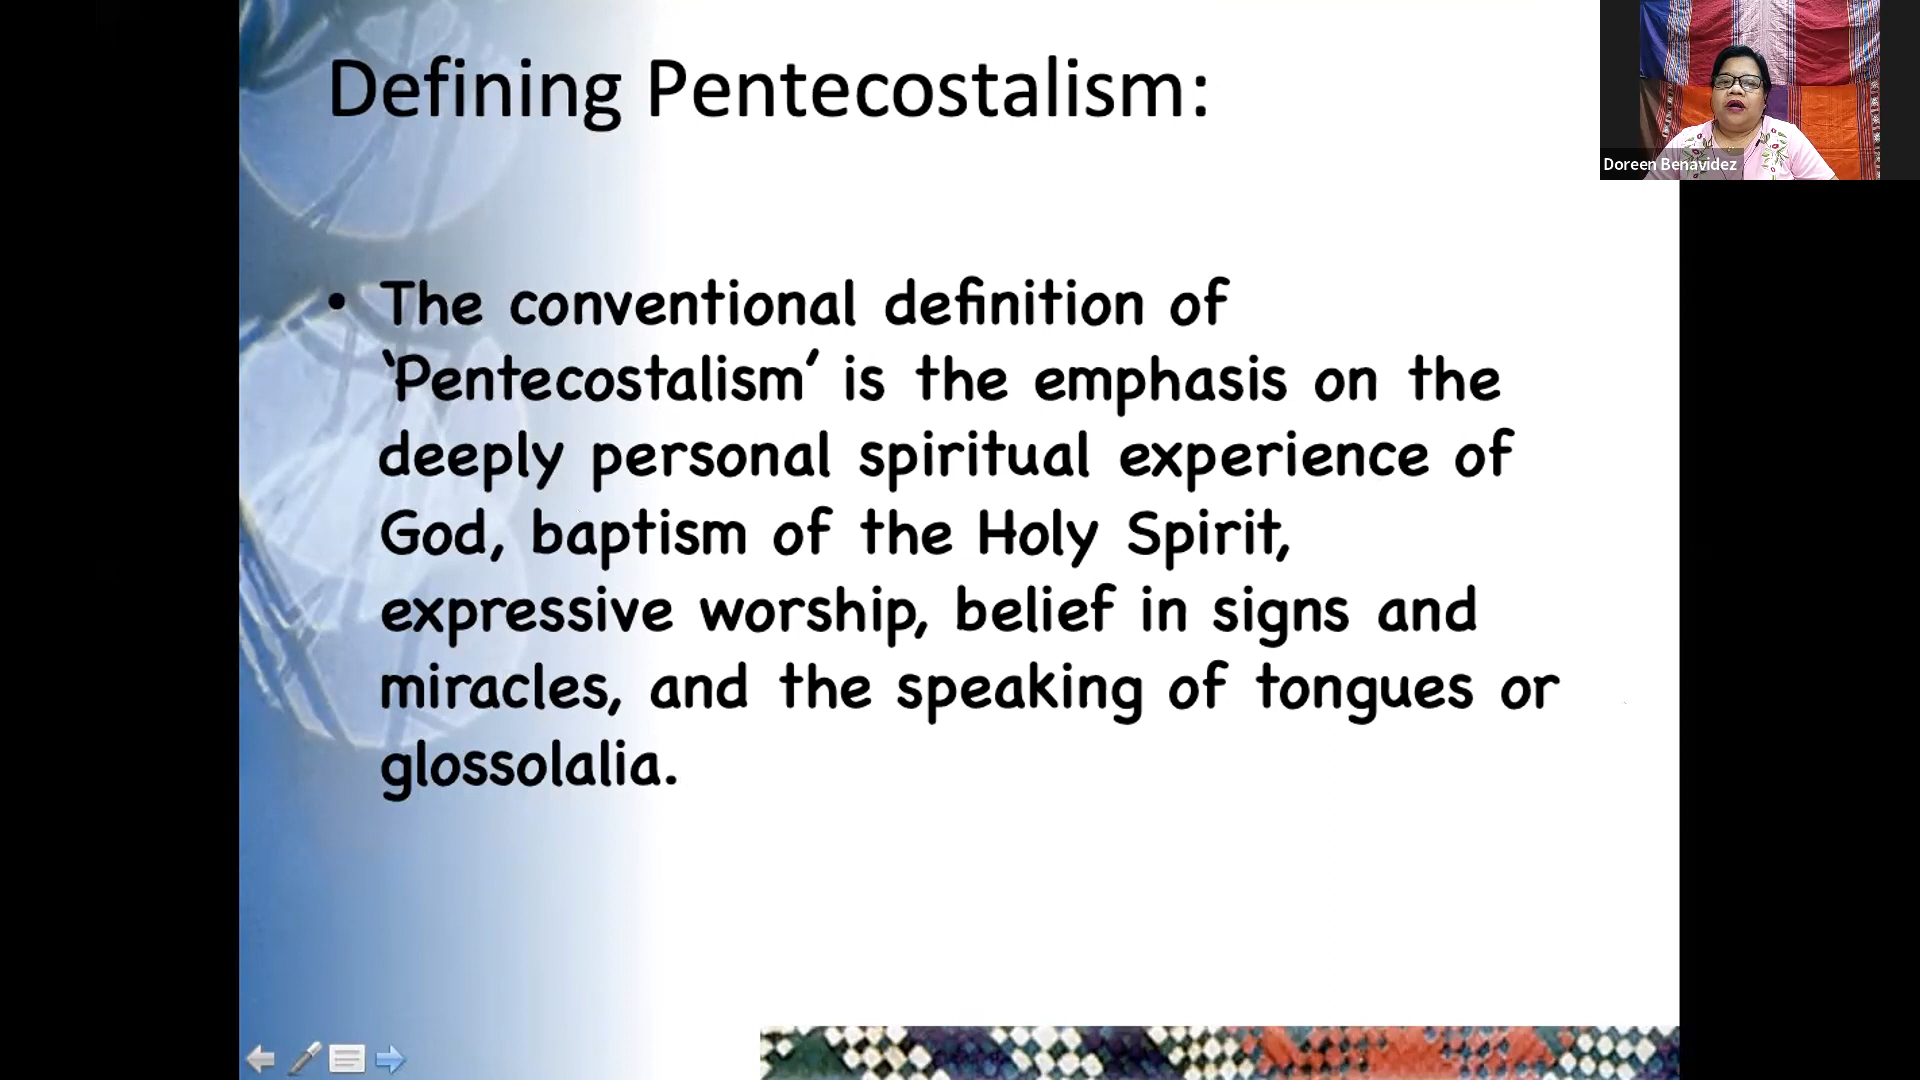 Defining Pentecostalism:
• The conventional definition of
‘Pentecostalism’ is the emphasis on the
deeply personal spiritual experience of
God, baptism of the Holy Spirit,
expressive worship, belief in signs and
miracles, and the speaking of tongues or
glossolalia.
Doreen Benavidez